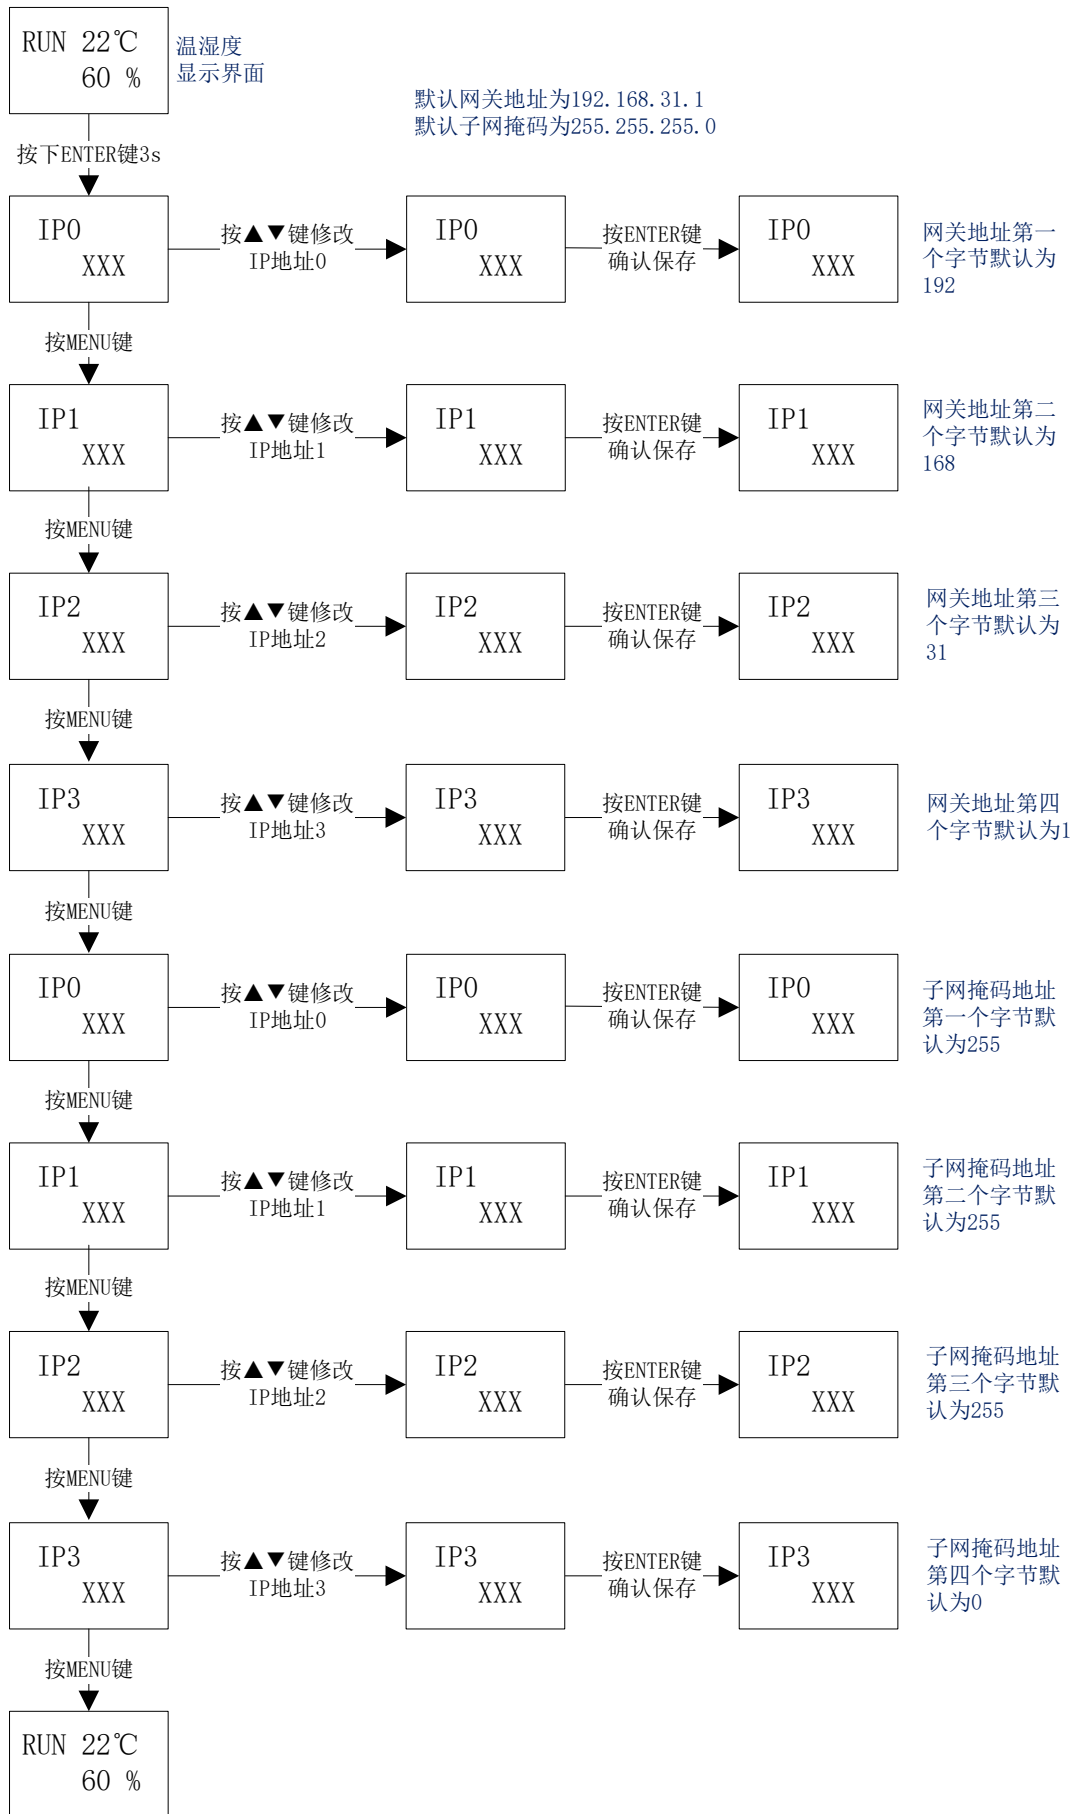 RUN 22℃
60 %
温湿度
显示界面
默认网关地址为192.168.31.1
默认子网掩码为255.255.255.0
按下ENTER键3s
IP0
XXX
按▲▼键修改
IP地址0
IP0
XXX
按ENTER键
确认保存
IP0
XXX
网关地址第一
个字节默认为
192
按MENU键
IP1
XXX
按▲▼键修改
IP地址1
IP1
XXX
按ENTER键
确认保存
IP1
XXX
网关地址第二
个字节默认为
168
按MENU键
IP2
XXX
按▲▼键修改
IP地址2
IP2
XXX
按ENTER键
确认保存
IP2
XXX
网关地址第三
个字节默认为
31
按MENU键
IP3
XXX
按▲▼键修改
IP地址3
IP3
XXX
按ENTER键
确认保存
IP3
XXX
网关地址第四
个字节默认为1
按MENU键
IP0
XXX
按▲▼键修改
IP地址0
IP0
XXX
按ENTER键
确认保存
IP0
XXX
子网掩码地址
第一个字节默
认为255
按MENU键
IP1
XXX
按▲▼键修改
IP地址1
IP1
XXX
按ENTER键
确认保存
IP1
XXX
子网掩码地址
第二个字节默
认为255
按MENU键
IP2
XXX
按▲▼键修改
IP地址2
IP2
XXX
按ENTER键
确认保存
IP2
XXX
子网掩码地址
第三个字节默
认为255
按MENU键
IP3
XXX
按▲▼键修改
IP地址3
IP3
XXX
按ENTER键
确认保存
IP3
XXX
子网掩码地址
第四个字节默
认为0
按MENU键
RUN 22℃
60 %